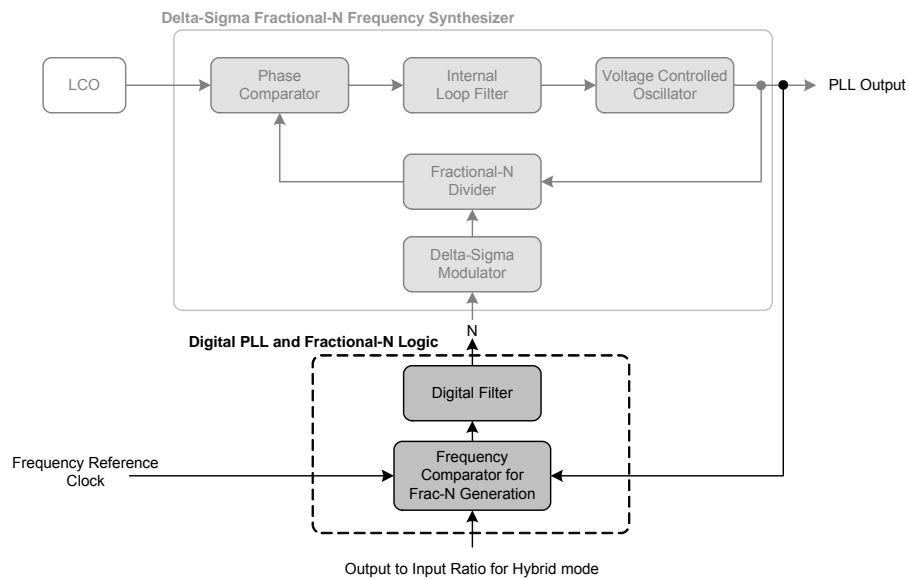 Delta-Sigma Fractional-N Frequency Synthesizer
LCO
Phase
Comparator
Internal
Loop Filter
Voltage Controlled
Oscillator
PLL Output
Fractional-N
Divider
Delta-Sigma
Modulator
N
Digital PLL and Fractional-N Logic
Digital Filter
Frequency Reference
Clock
Frequency
Comparator for
Frac-N Generation
Output to Input Ratio for Hybrid mode